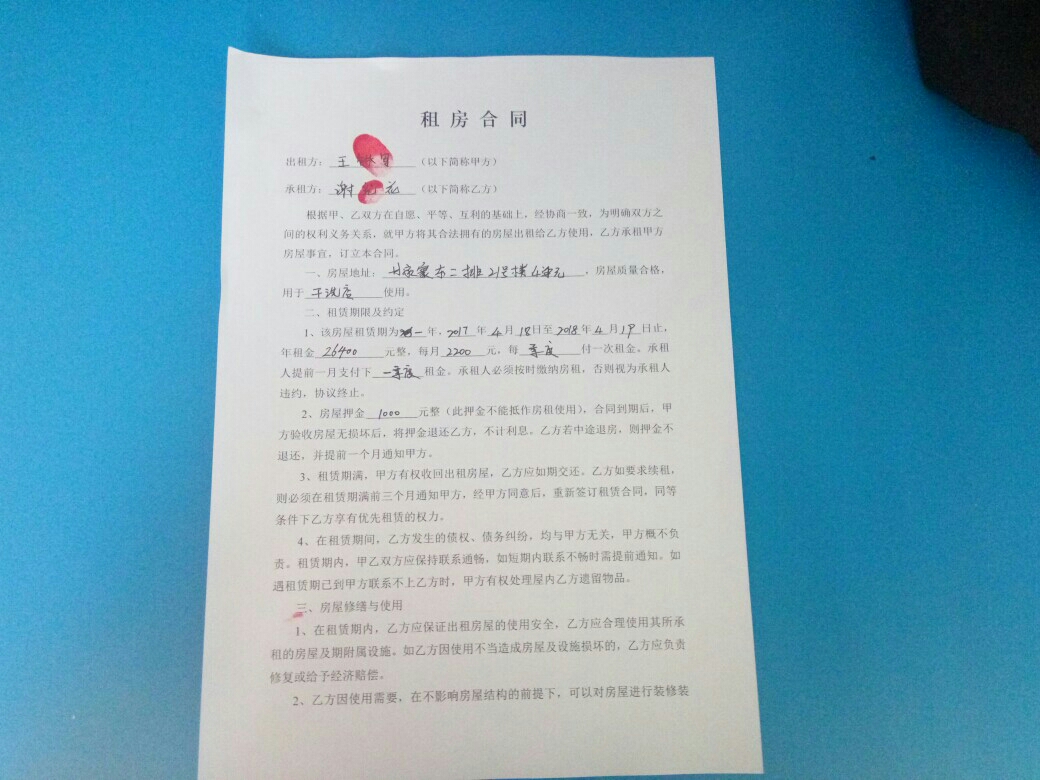 租房合同
出租方：王（以下简称甲方）
承租方：谢 花（以下简称乙方）
根据甲、乙双方在自愿、平等、互利的基础上，经协商一致，为明确双方之
间的权利义务关系，就甲方将其合法拥有的房屋出租给乙方使用，乙方承租甲方
房屋事宜，订立本合同。
一、房屋地址：东二排21号楼4单元，房屋质量合格，
用于干洗店使用。
二、租赁期限及约定
1、该房屋租赁期为一年，2017年4月18日至2018年4月19日止，
年租金26400元整，每月2200元，每季度付一次租金。承租
人提前一月支付下一季度租金。承租人必须按时缴纳房租，否则视为承租人
违约，协议终止。
2、房屋押金1000元整（此押金不能抵作房租使用），合同到期后，甲
方验收房屋无损坏后，将押金退还乙方，不计利息。乙方若中途退房，则押金不
退还，并提前一个月通知甲方。
3、租赁期满，甲方有权收回出租房屋，乙方应如期交还。乙方如要求续租，
则必须在租赁期满前三个月通知甲方，经甲方同意后，重新签订租赁合同，同等
条件下乙方享有优先租赁的权力。
4、在租赁期间，乙方发生的债权、债务纠纷，均与甲方无关，甲方概不负
责。租赁期内，甲乙双方应保持联系通畅，如短期内联系不畅时需提前通知。如
遇租赁期已到甲方联系不上乙方时，甲方有权处理屋内乙方遗留物品。
三、房屋修缮与使用
1、在租赁期内，乙方应保证出租房屋的使用安全，乙方应合理使用其所承
租的房屋及期附属设施。如乙方因使用不当造成房屋及设施损坏的，乙方应负责
修复或给予经济赔偿。
2、乙方因使用需要，在不影响房屋结构的前提下，可以对房屋进行装修装